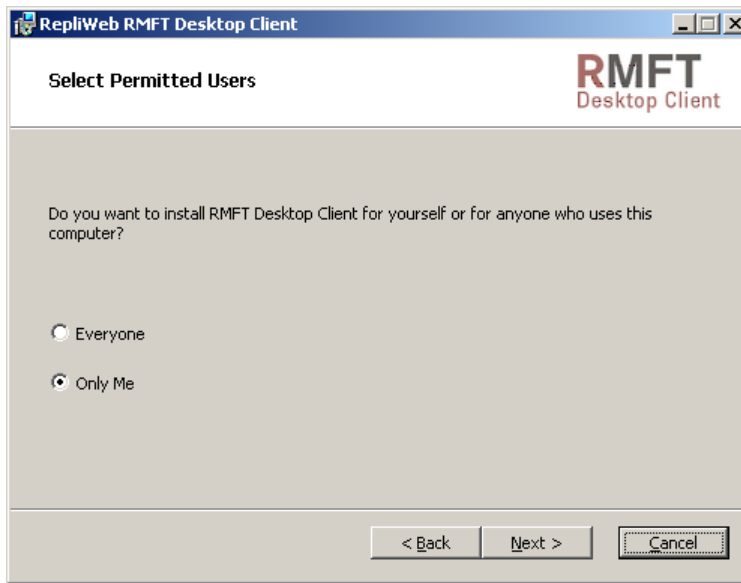 RepliWeb RMFT Desktop Client
Select Permitted Users
RMFT
Desktop Client
Do you want to install RMFT Desktop Client for yourself or for anyone who uses this
computer?
Everyone
Only Me
< Back
Next >
Cancel